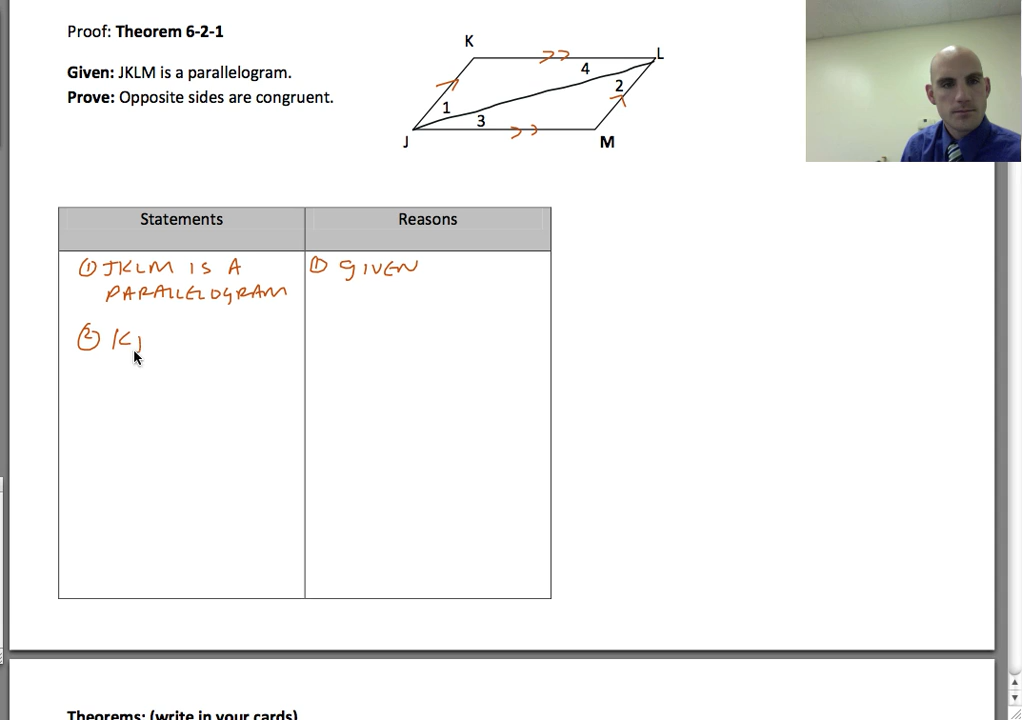 Proof: Theorem 6-2-1
Given: JKLM is a parallelogram.
Prove: Opposite sides are congruent.
K
L
4
2
1
3
J
M
Statements
Reasons
① JKLM IS A
PARALLELOGRAM
① GIVEN
② KJ
Theorems: (write in your cards)